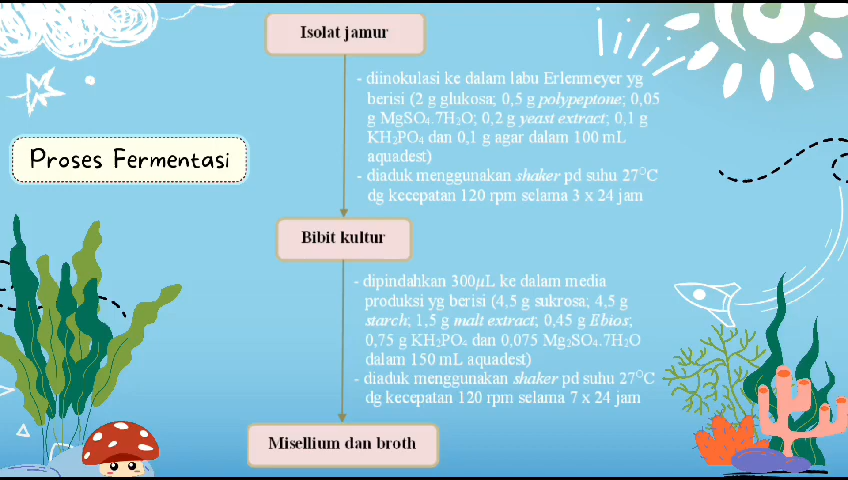 Isolat jamur
- diinokulasi ke dalam labu Erlenmeyer yg
berisi (2 g glukosa; 0,5 g polypeptone; 0,05
g MgSO₄.7H₂O; 0,2 g yeast extract; 0,1 g
KH₂PO₄ dan 0,1 g agar dalam 100 mL
aquadest)
- diaduk menggunakan shaker pd suhu 27°C
dg kecepatan 120 rpm selama 3 x 24 jam
Proses Fermentasi
Bibit kultur
- dipindahkan 300µL ke dalam media
produksi yg berisi (4,5 g sukrosa; 4,5 g
starch; 1,5 g malt extract; 0,45 g Ebios;
0,75 g KH₂PO₄ dan 0,075 Mg₂SO₄.7H₂O
dalam 150 mL aquadest)
- diaduk menggunakan shaker pd suhu 27°C
dg kecepatan 120 rpm selama 7 x 24 jam
Misellium dan broth